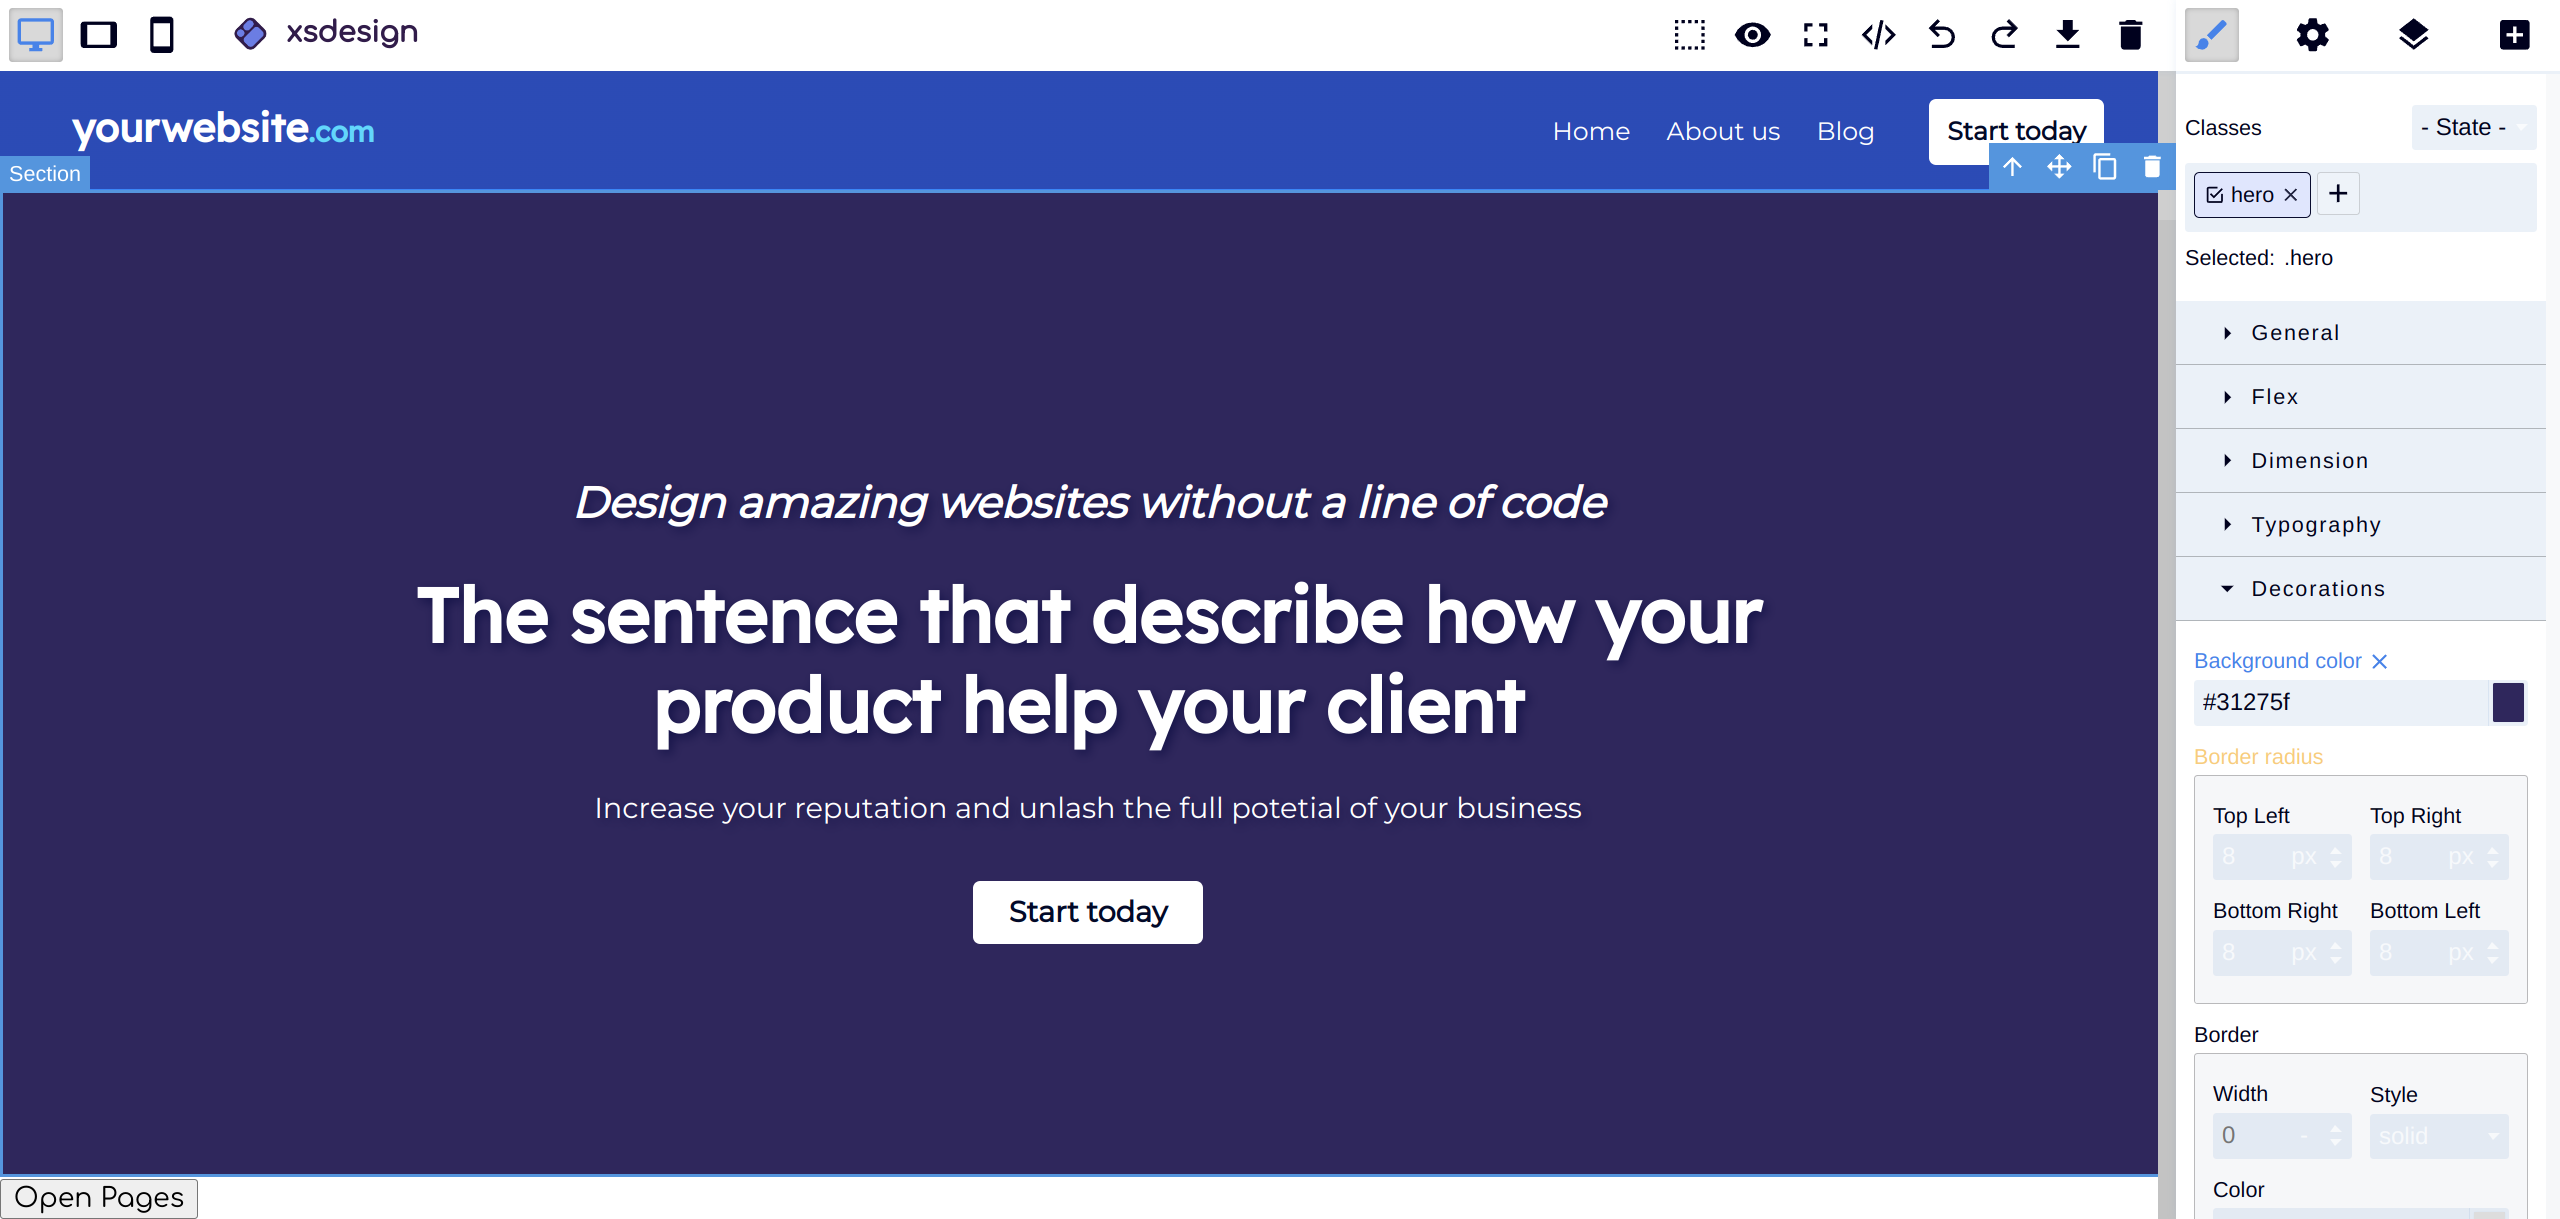 xsdesign
yourwebsite.com
Home About us Blog Start today
Section
Design amazing websites without a line of code
The sentence that describe how your
product help your client
Increase your reputation and unlash the full potetial of your business
Start today
Open Pages
Classes
- State -
hero
Selected: .hero
General
Flex
Dimension
Typography
Decorations
Background color
#31275f
Border radius
Top Left Top Right
8 px 8 px
Bottom Right Bottom Left
8 px 8 px
Border
Width Style
0 - solid
Color